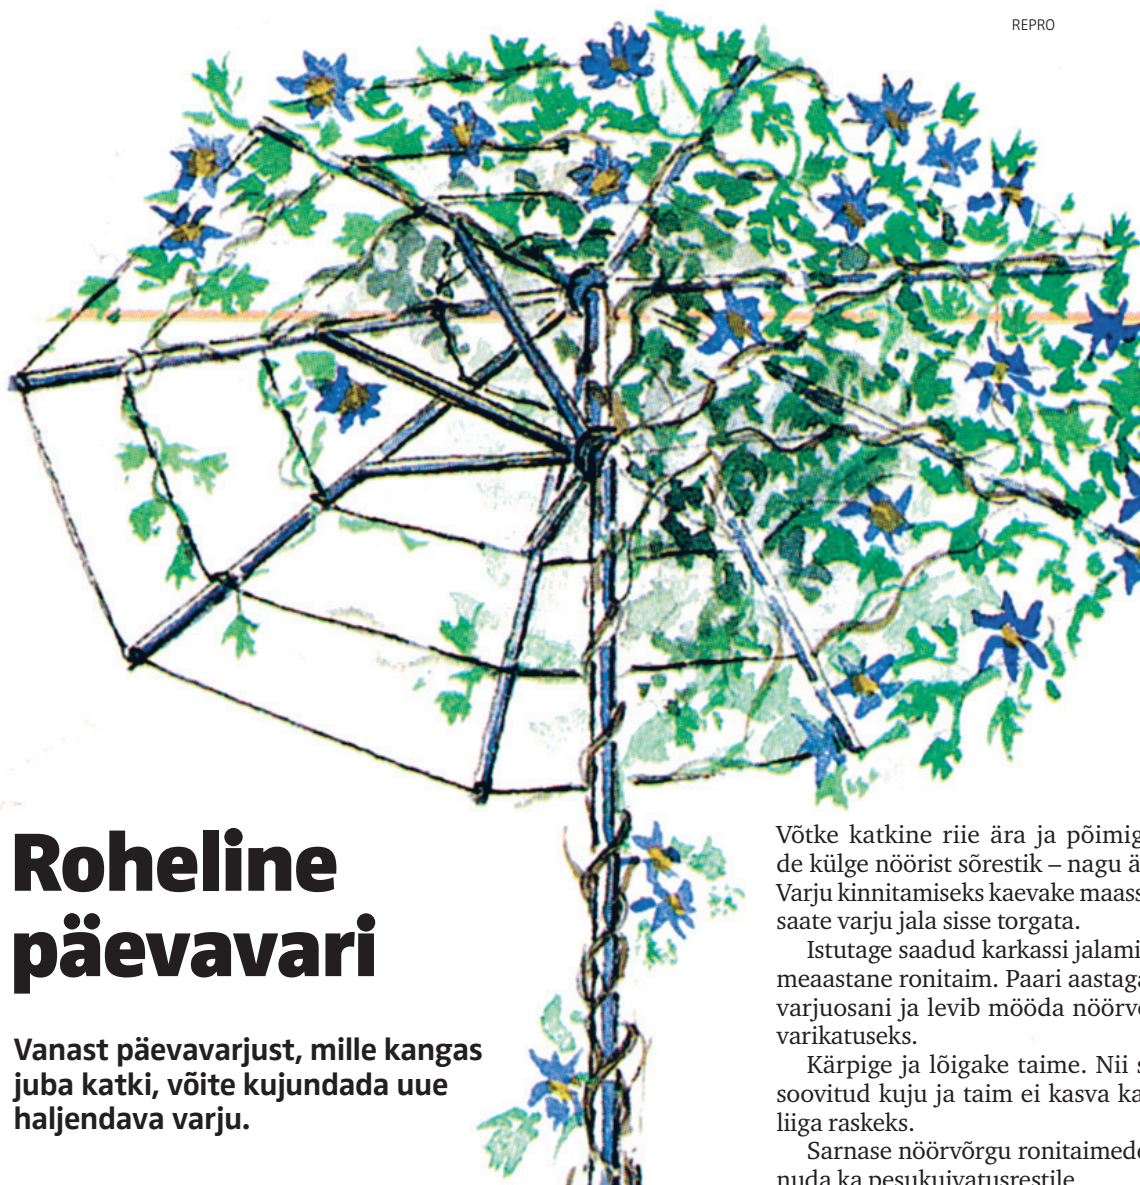 REPRO
Roheline
päevavari
Vanast päevavarjust, mille kangas
juba katki, võite kujundada uue
haljendava varju.
Võtke katkine riie ära ja põimig
de külge nöörist sõrestik – nagu ä
Varju kinnitamiseks kaevake maass
saate varju jala sisse torgata.
Istutage saadud karkassi jalami
meaastane ronitaim. Paari aastaga
varjuosani ja levib mööda nöörv
varikatuseks.
Kärpige ja lõigake taime. Nii s
soovitud kuju ja taim ei kasva ka
liiga raskeks.
Sarnase nöörvõrgu ronitaimede
nuda ka pesukuivatusrestile